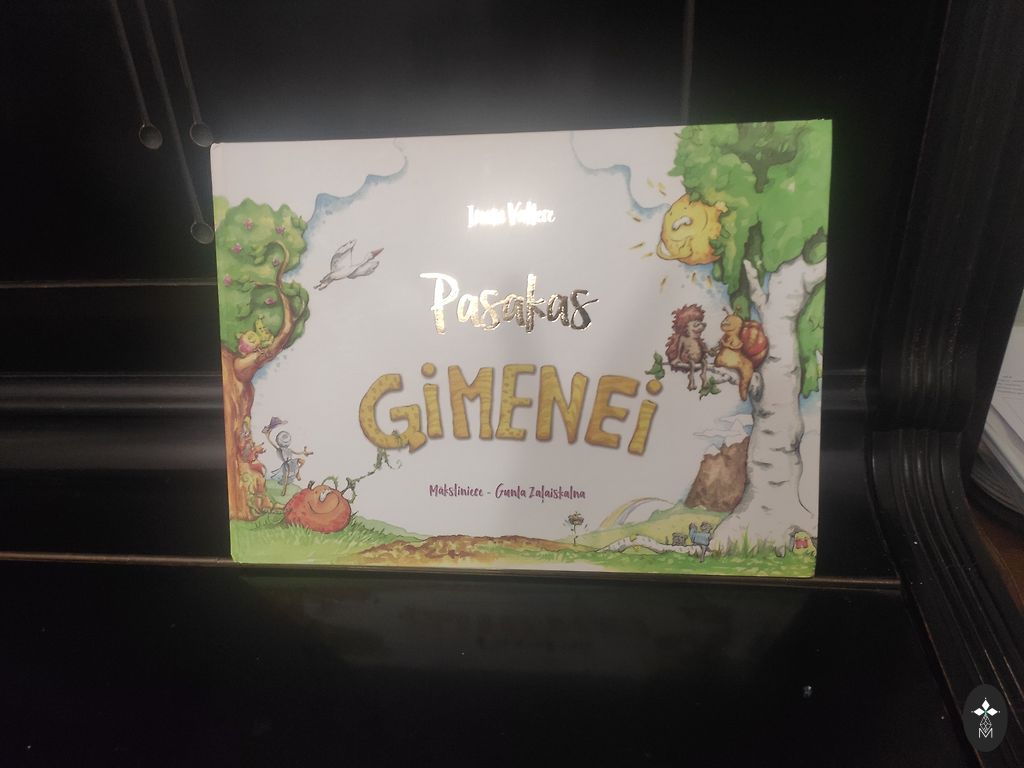 Pasakas
GiMENEi
Māksliniece - Gunta Zaļaiskalna
M